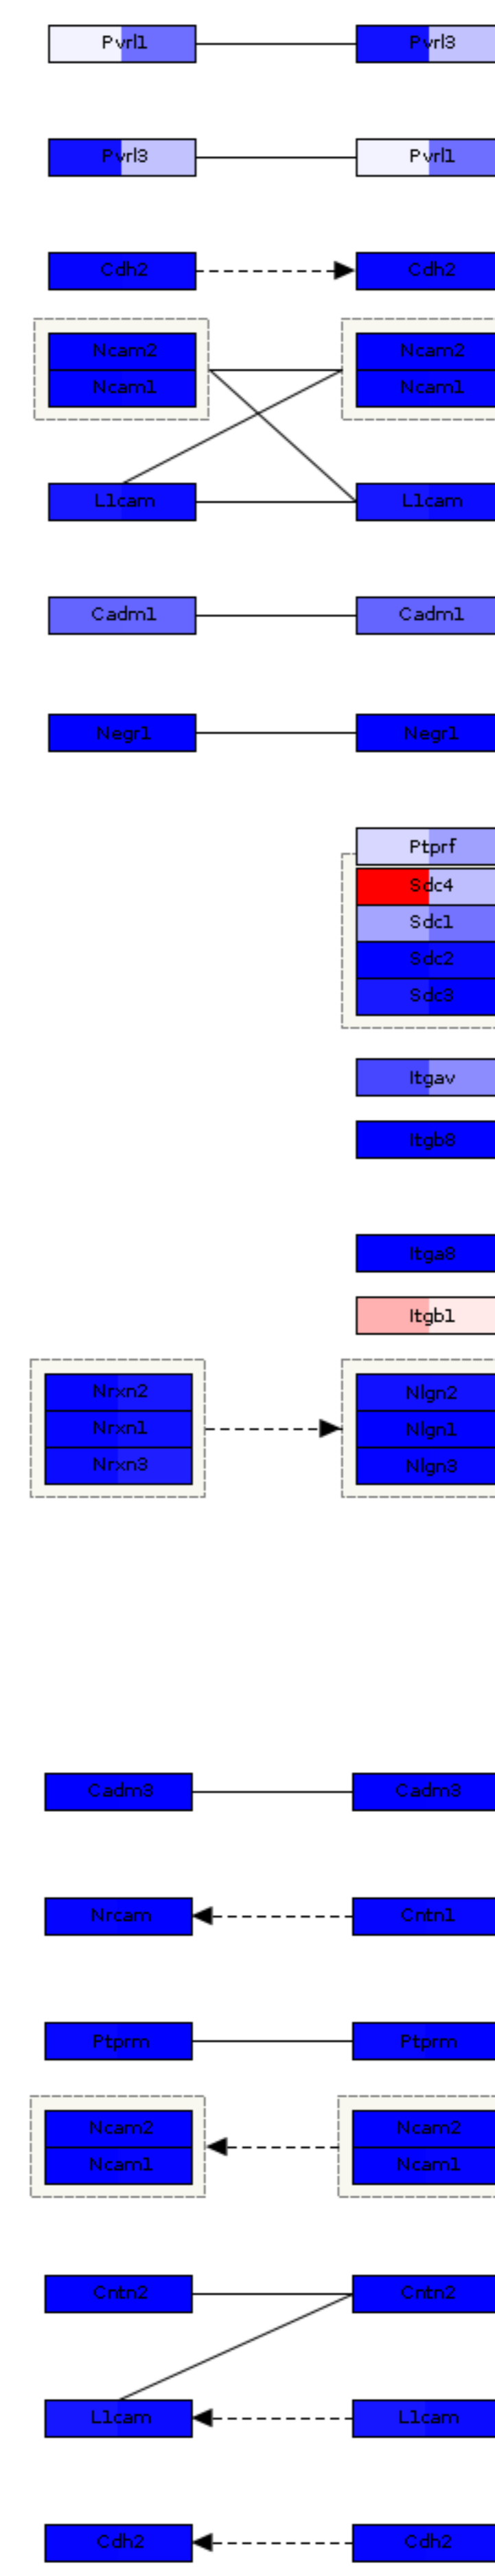 Pvrl1 Pvrl3
Pvrl3 Pvrl1
Cdh2 Cdh2
Ncam2 Ncam2
Ncam1 Ncam1
L1cam L1cam
Cadm1 Cadm1
Negr1 Negr1
Ptprf
Sdc4
Sdc1
Sdc2
Sdc3
Itgav
Itgb8
Itga8
Itgb1
Nrxn2 Nlgn2
Nrxn1 Nlgn1
Nrxn3 Nlgn3
Cadm3 Cadm3
Nrcam Cntn1
Ptprm Ptprm
Ncam2 Ncam2
Ncam1 Ncam1
Cntn2 Cntn2
L1cam L1cam
Cdh2 Cdh2